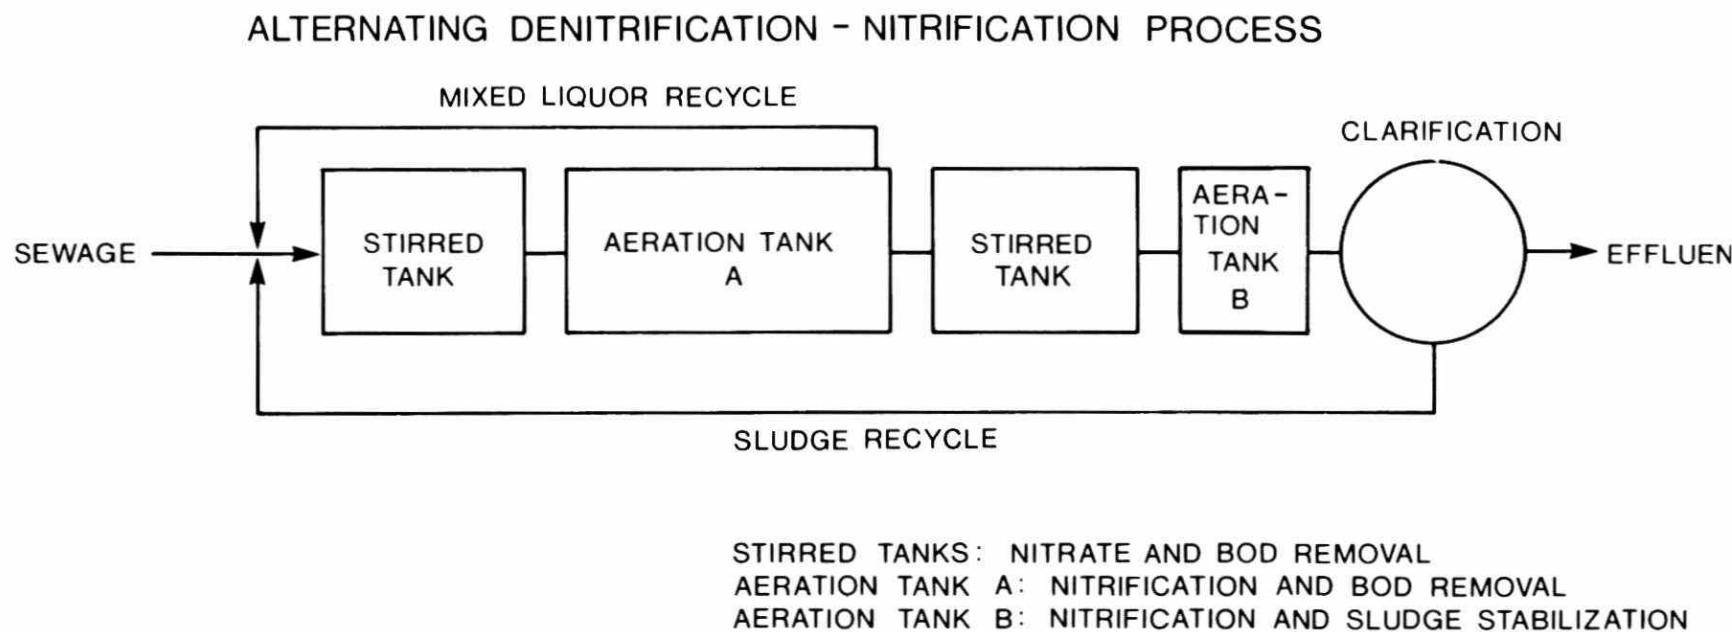 ALTERNATING DENITRIFICATION - NITRIFICATION PROCESS
MIXED LIQUOR RECYCLE
CLARIFICATION
SEWAGE
STIRRED
TANK
AERATION TANK
A
STIRRED
TANK
AERA-
TION
TANK
B
EFFLUEN
SLUDGE RECYCLE
STIRRED TANKS: NITRATE AND BOD REMOVAL
AERATION TANK A: NITRIFICATION AND BOD REMOVAL
AERATION TANK B: NITRIFICATION AND SLUDGE STABILIZATION